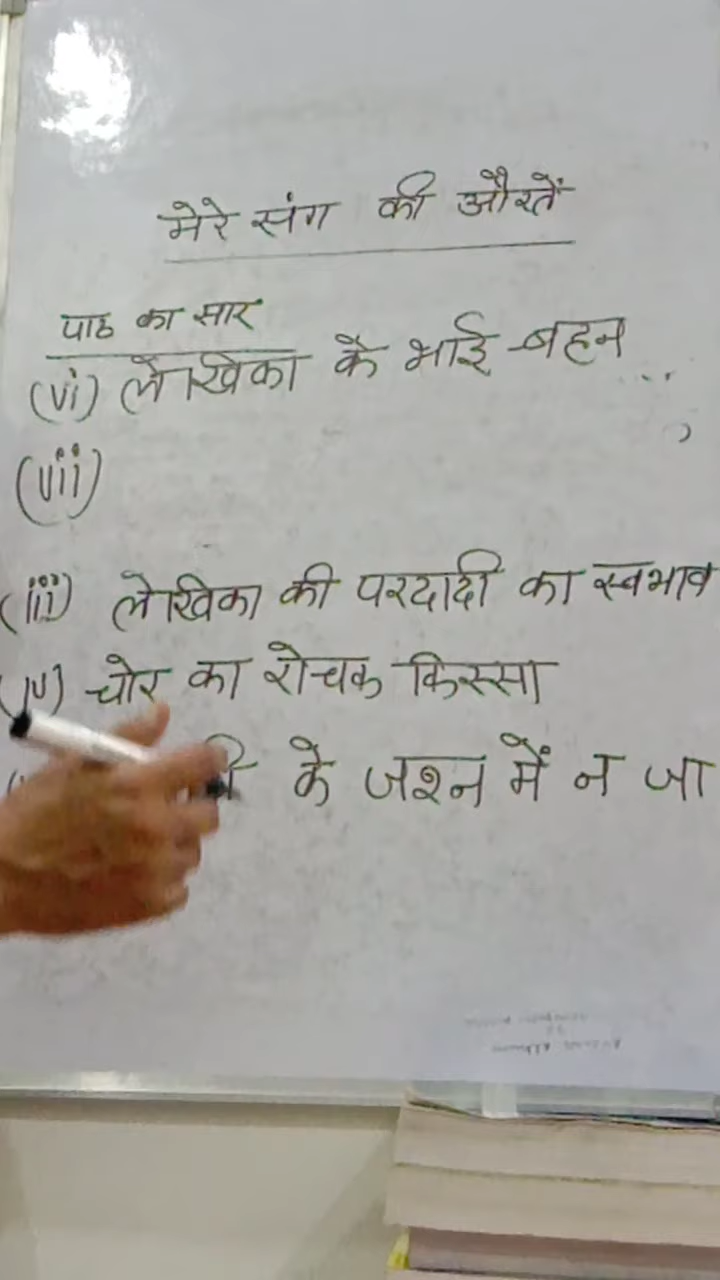 मेरे संग की औरतें
पाठ का सार
(vi) लेखिका के भाई-बहन
(vii)
(iii) लेखिका की परदादी का स्वभाव
चोर का रोचक किस्सा
के जश्न में न जा